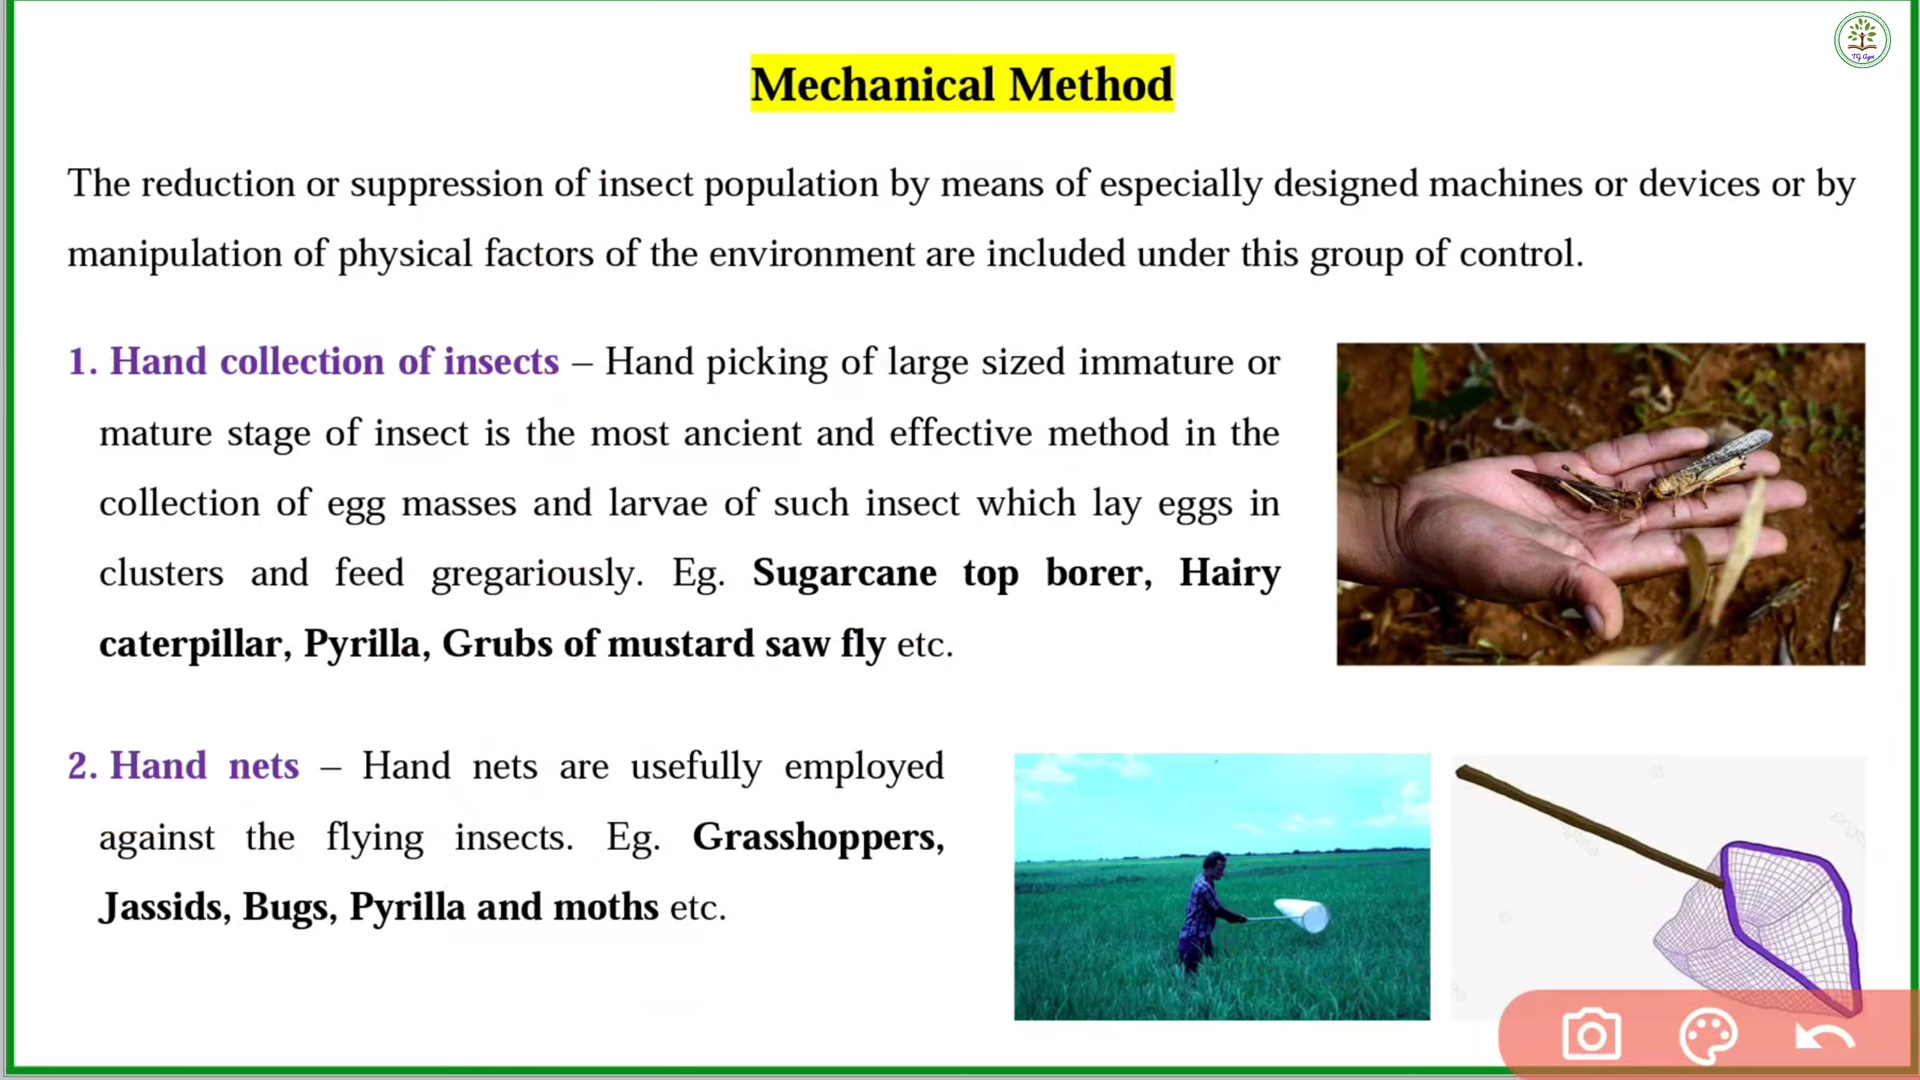 TG Agri
Mechanical Method
The reduction or suppression of insect population by means of especially designed machines or devices or by
manipulation of physical factors of the environment are included under this group of control.
1. Hand collection of insects – Hand picking of large sized immature or
mature stage of insect is the most ancient and effective method in the
collection of egg masses and larvae of such insect which lay eggs in
clusters and feed gregariously. Eg. Sugarcane top borer, Hairy
caterpillar, Pyrilla, Grubs of mustard saw fly etc.
2. Hand nets – Hand nets are usefully employed
against the flying insects. Eg. Grasshoppers,
Jassids, Bugs, Pyrilla and moths etc.